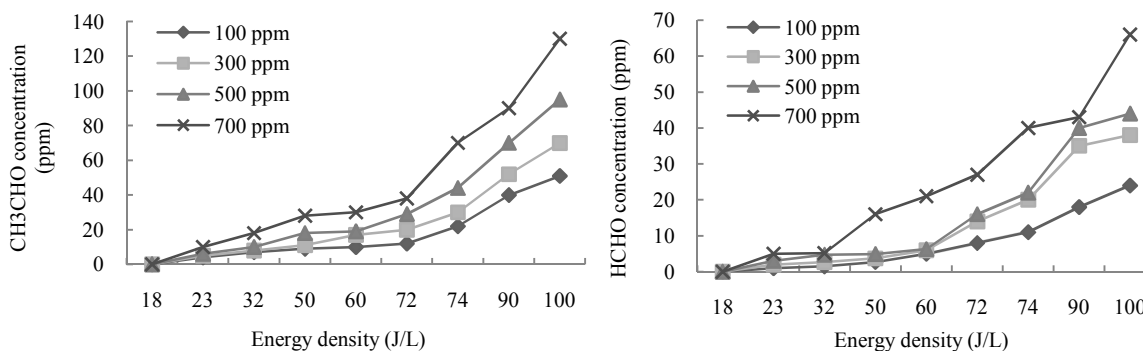 CH3CHO concentration
(ppm)
140
120
100
80
60
40
20
0
100 ppm
300 ppm
500 ppm
700 ppm
18 23 32 50 60 72 74 90 100
Energy density (J/L)
HCHO concentration (ppm)
70
60
50
40
30
20
10
0
100 ppm
300 ppm
500 ppm
700 ppm
18 23 32 50 60 72 74 90 100
Energy density (J/L)